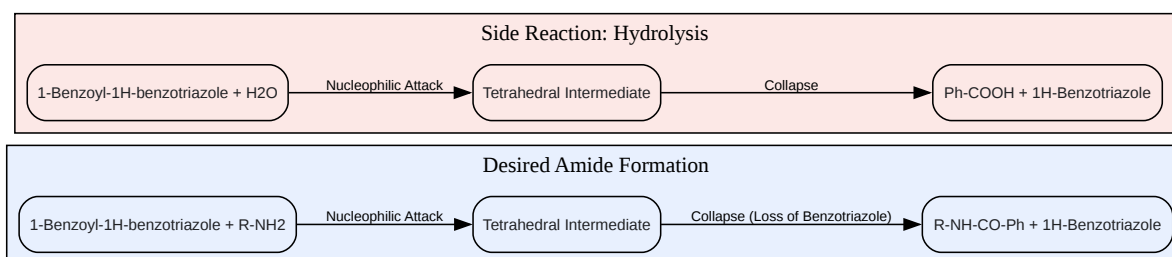 Side Reaction: Hydrolysis
1-Benzoyl-1H-benzotriazole + H2O
Nucleophilic Attack
Tetrahedral Intermediate
Collapse
Ph-COOH + 1H-Benzotriazole
Desired Amide Formation
1-Benzoyl-1H-benzotriazole + R-NH2
Nucleophilic Attack
Tetrahedral Intermediate
Collapse (Loss of Benzotriazole)
R-NH-CO-Ph + 1H-Benzotriazole